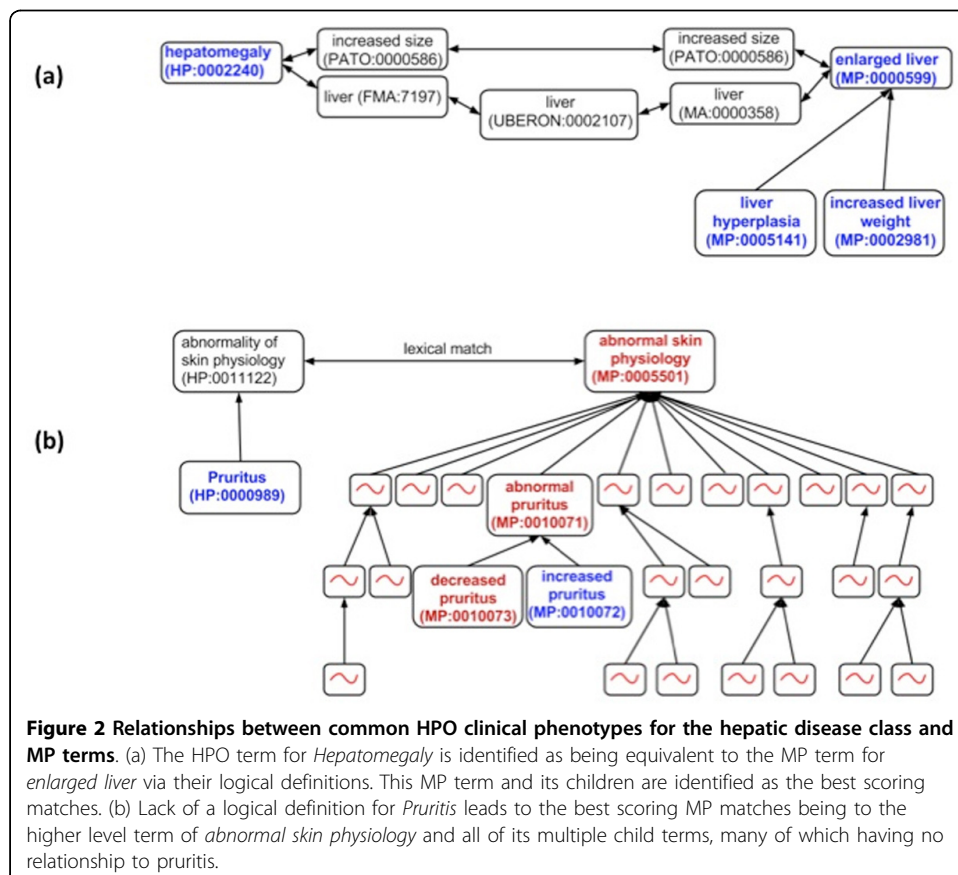 (a)
hepatomegaly
(HP:0002240)
increased size
(PATO:0000586)
increased size
(PATO:0000586)
enlarged liver
(MP:0000599)
liver (FMA:7197)
liver
(UBERON:0002107)
liver
(MA:0000358)
liver
hyperplasia
(MP:0005141)
increased liver
weight
(MP:0002981)
(b)
abnormality of
skin physiology
(HP:0011122)
lexical match
abnormal skin
physiology
(MP:0005501)
Pruritus
(HP:0000989)
abnormal
pruritus
(MP:0010071)
decreased
pruritus
(MP:0010073)
increased
pruritus
(MP:0010072)
Figure 2 Relationships between common HPO clinical phenotypes for the hepatic disease class and
MP terms. (a) The HPO term for Hepatomegaly is identified as being equivalent to the MP term for
enlarged liver via their logical definitions. This MP term and its children are identified as the best scoring
matches. (b) Lack of a logical definition for Pruritis leads to the best scoring MP matches being to the
higher level term of abnormal skin physiology and all of its multiple child terms, many of which having no
relationship to pruritis.